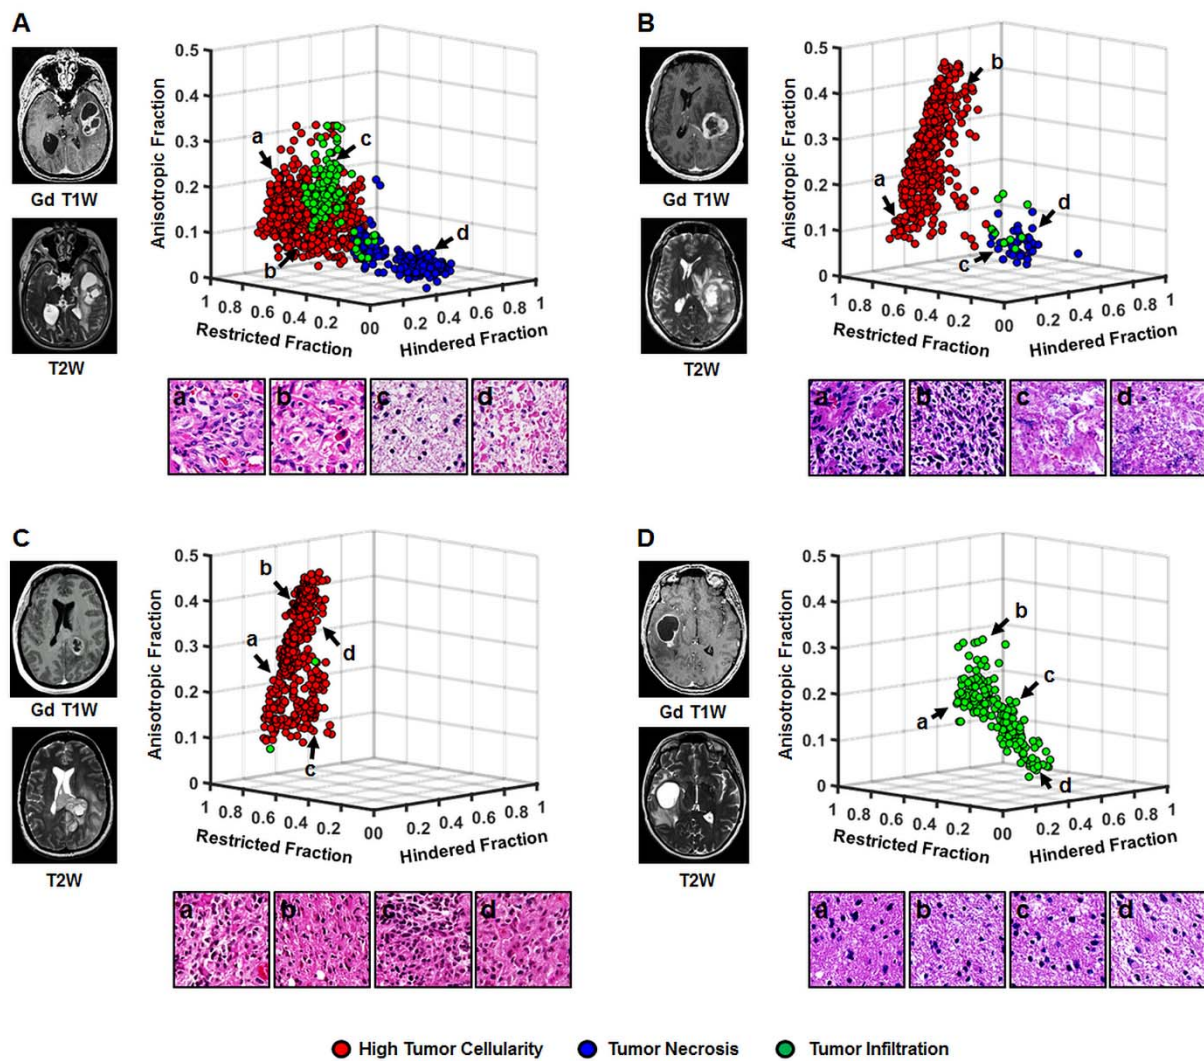 A
B
0.5
0.4
0.3
0.2
0.1
0
Anisotropic Fraction
a
c
b
d
1 0.8 0.6 0.4 0.2 0
Restricted Fraction
0 0.2 0.4 0.6 0.8 1
Hindered Fraction
Gd T1W
T2W
a b c d
0.5
0.4
0.3
0.2
0.1
0
Anisotropic Fraction
b
a
d
c
1 0.8 0.6 0.4 0.2 0
Restricted Fraction
0 0.2 0.4 0.6 0.8 1
Hindered Fraction
Gd T1W
T2W
a b c d
C
D
0.5
0.4
0.3
0.2
0.1
0
Anisotropic Fraction
b
a
d
c
1 0.8 0.6 0.4 0.2 0
Restricted Fraction
0 0.2 0.4 0.6 0.8 1
Hindered Fraction
Gd T1W
T2W
a b c d
0.5
0.4
0.3
0.2
0.1
0
Anisotropic Fraction
b
c
a
d
1 0.8 0.6 0.4 0.2 0
Restricted Fraction
0 0.2 0.4 0.6 0.8 1
Hindered Fraction
Gd T1W
T2W
a b c d
High Tumor Cellularity Tumor Necrosis Tumor Infiltration